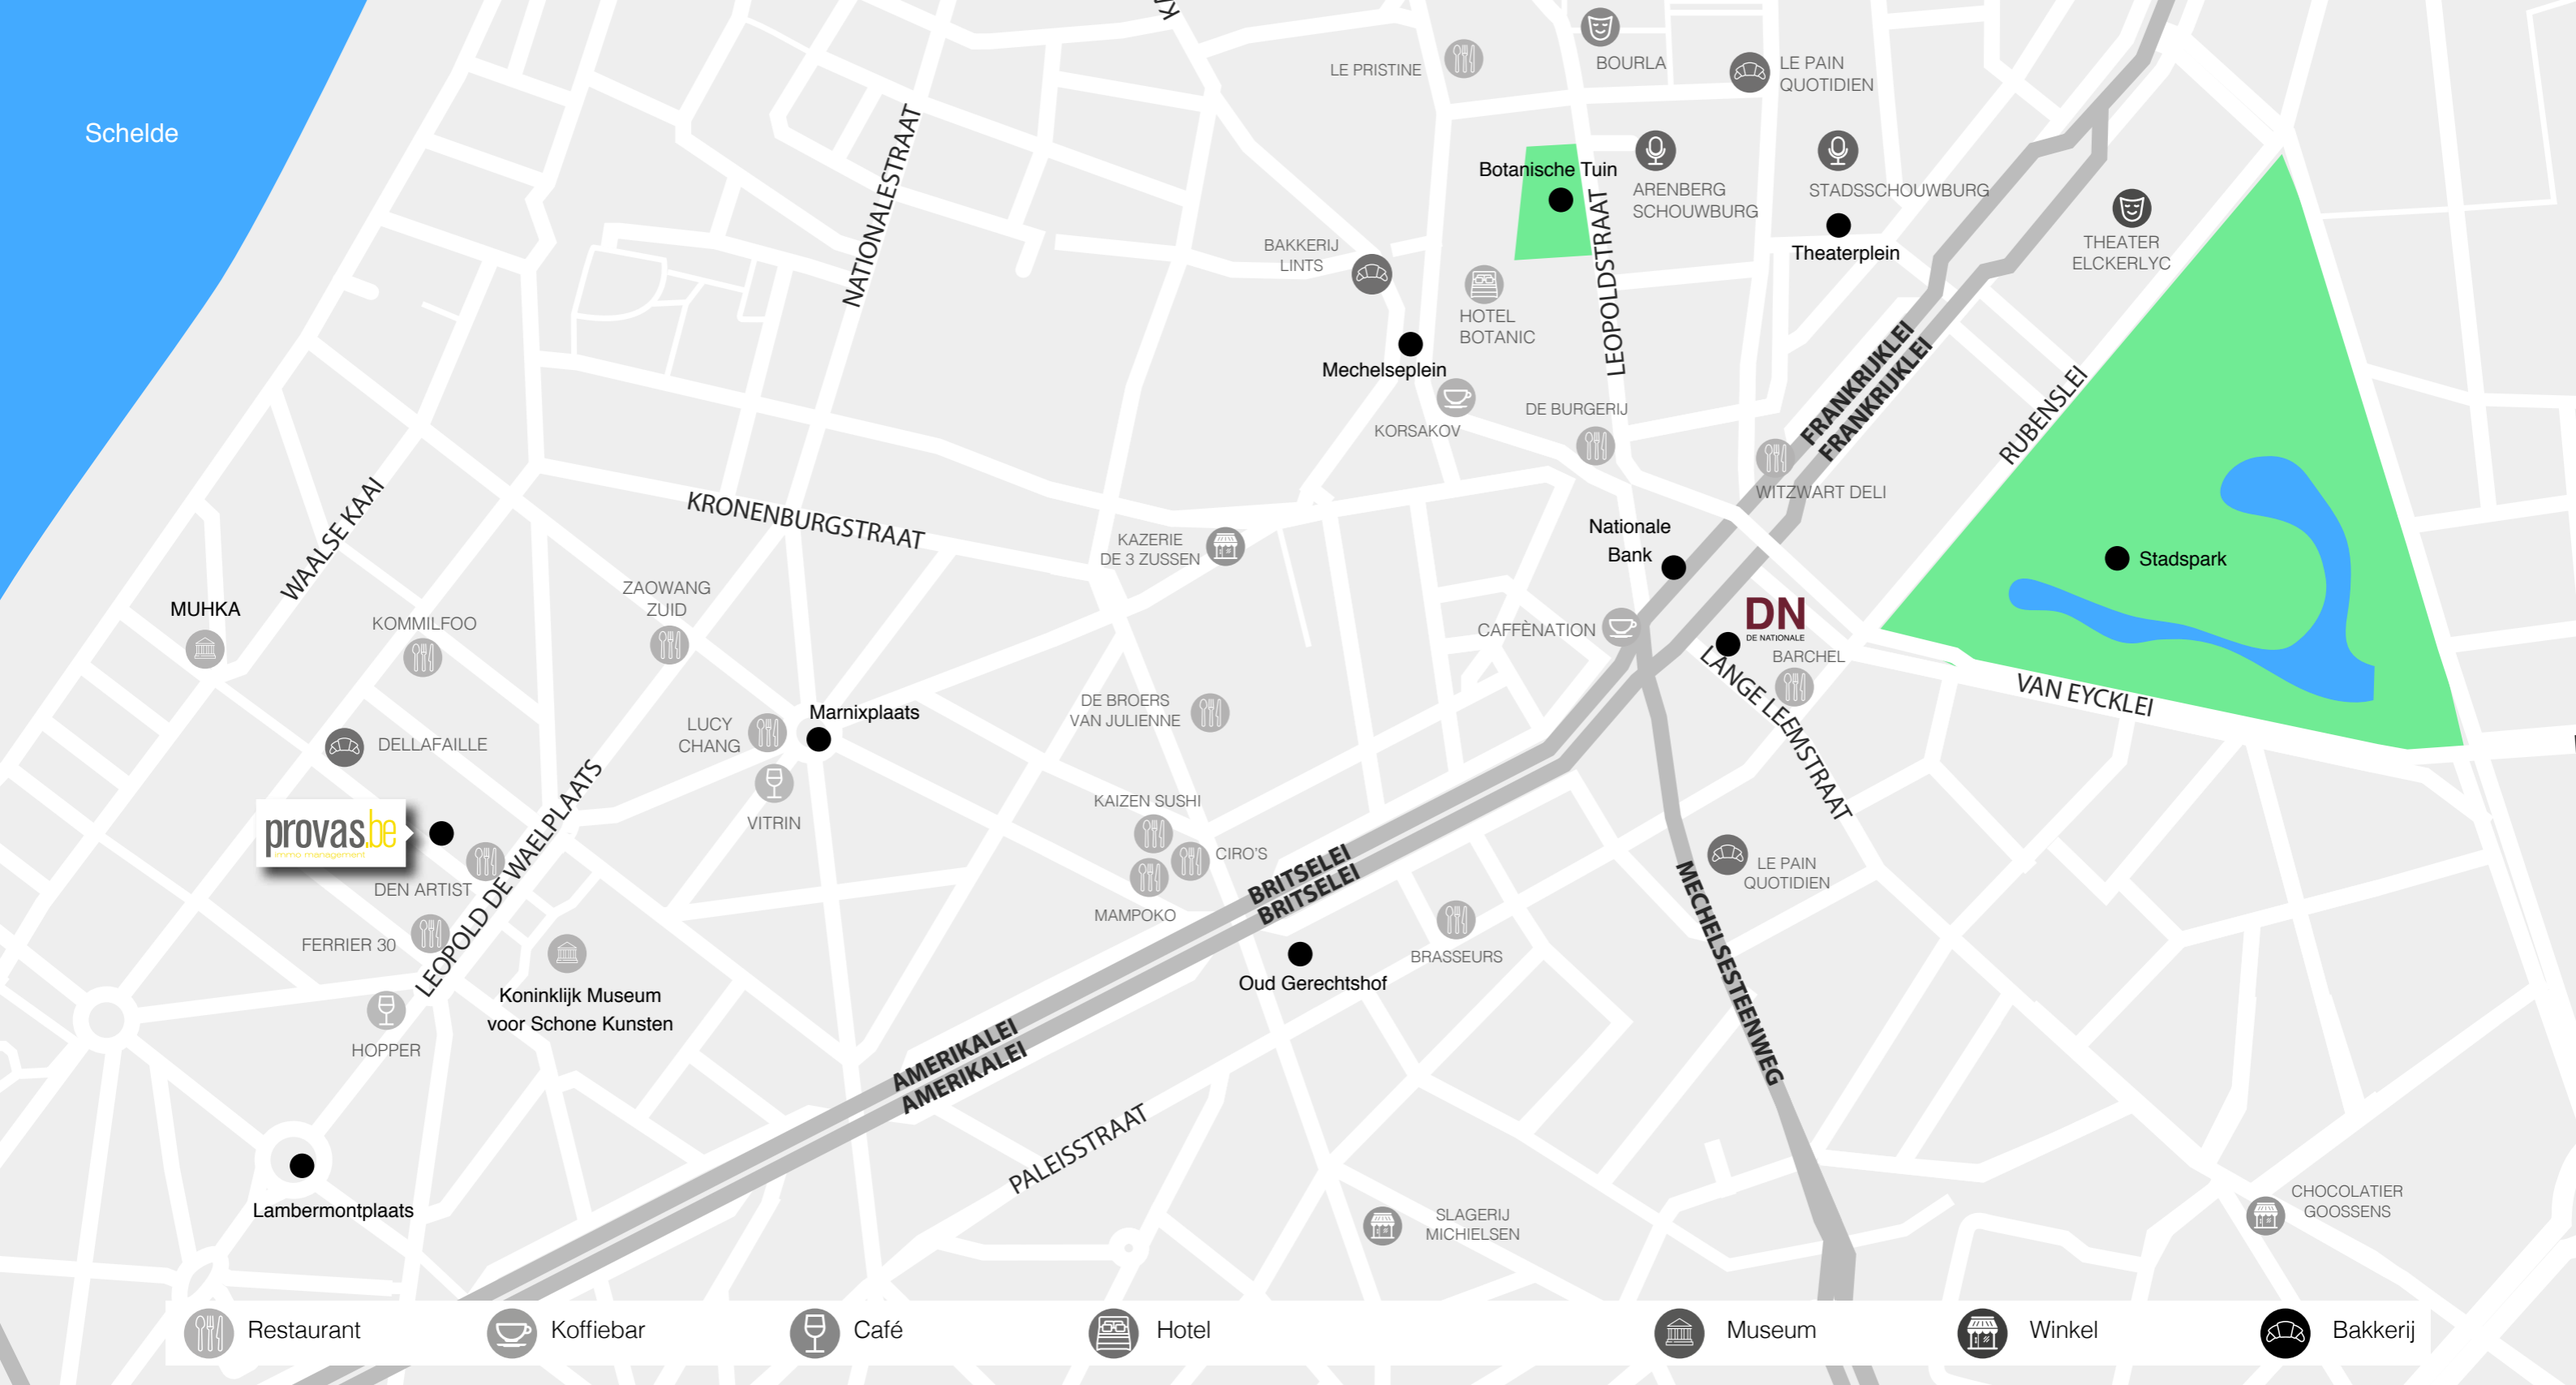 Schelde
LE PRISTINE
BOURLA
LE PAIN
QUOTIDIEN
NATIONALESTRAAT
Botanische Tuin
ARENBERG
SCHOUWBURG
STADSSCHOUWBURG
Theaterplein
THEATER
ELCKERLYC
BAKKERIJ
LINTS
LEOPOLDSTRAAT
HOTEL
BOTANIC
Mechelseplein
KORSAKOV
DE BURGERIJ
FRANKRIJKLEI
FRANKRIJKLEI
RUBENSLEI
WITZWART DELI
WAALSE KAAI
KRONENBURGSTRAAT
KAZERIE
DE 3 ZUSSEN
Nationale
Bank
Stadspark
MUHKA
KOMMILFOO
ZAOWANG
ZUID
CAFFÈNATION
DN
DE NATIONALE
BARCHEL
LANGE LEEMSTRAAT
VAN EYCKLEI
DELLAFAILLE
LUCY
CHANG
Marnixplaats
DE BROERS
VAN JULIENNE
VITRIN
provas.be
immo management
DEN ARTIST
LEOPOLD DE WAELPLAATS
KAIZEN SUSHI
CIRO'S
MAMPOKO
BRITSELEI
BRITSELEI
LE PAIN
QUOTIDIEN
MECHELSESTEENWEG
FERRIER 30
Koninklijk Museum
voor Schone Kunsten
Oud Gerechtshof
BRASSEURS
HOPPER
AMERIKALEI
AMERIKALEI
PALEISSTRAAT
Lambermontplaats
SLAGERIJ
MICHIELSEN
CHOCOLATIER
GOOSSENS
Restaurant
Koffiebar
Café
Hotel
Museum
Winkel
Bakkerij